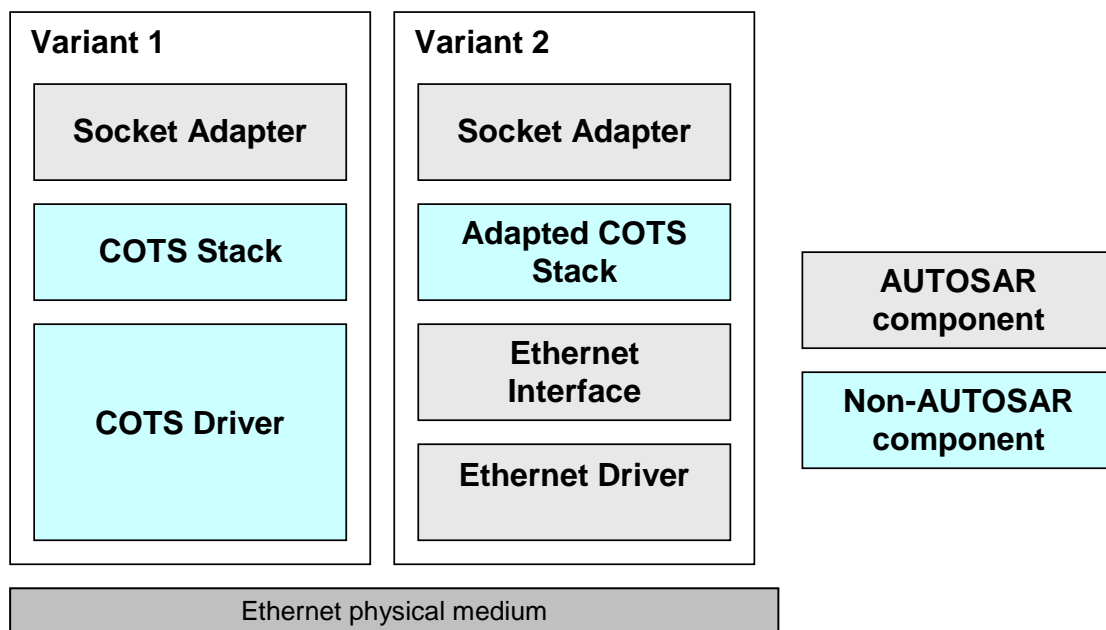 Variant 1
Socket Adapter
COTS Stack
COTS Driver
Variant 2
Socket Adapter
Adapted COTS
Stack
Ethernet
Interface
Ethernet Driver
AUTOSAR
component
Non-AUTOSAR
component
Ethernet physical medium